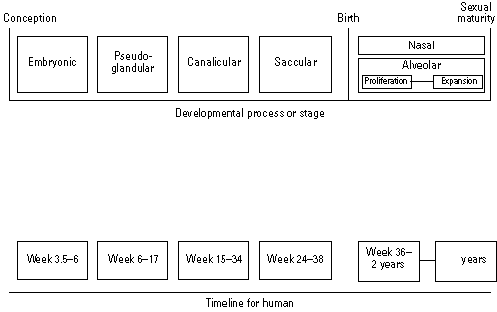 Conception
Birth
Sexual
maturity
Embryonic
Pseudo-
glandular
Canalicular
Saccular
Nasal
Alveolar
Proliferation
Expansion
Developmental process or stage
Week 3.5–6
Week 6–17
Week 15–34
Week 24–38
Week 36–
2 years
years
Timeline for human